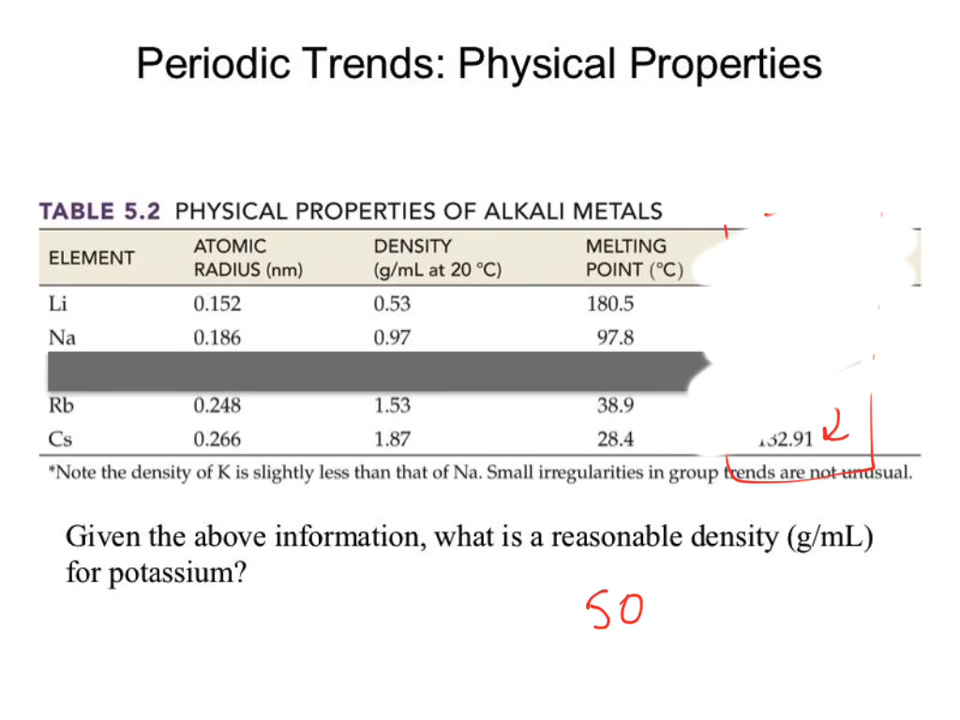 Periodic Trends: Physical Properties
TABLE 5.2 PHYSICAL PROPERTIES OF ALKALI METALS
ELEMENT ATOMIC RADIUS (nm) DENSITY (g/mL at 20 °C) MELTING POINT (°C)
Li 0.152 0.53 180.5
Na 0.186 0.97 97.8
Rb 0.248 1.53 38.9
Cs 0.266 1.87 28.4 132.91
*Note the density of K is slightly less than that of Na. Small irregularities in group trends are not unusual.
Given the above information, what is a reasonable density (g/mL)
for potassium?
50